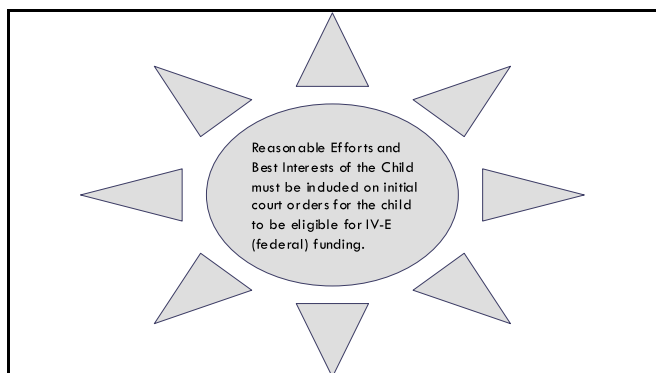 Reasonable Efforts and
Best Interests of the Child
must be included on initial
court orders for the child
to be eligible for IV-E
(federal) funding.